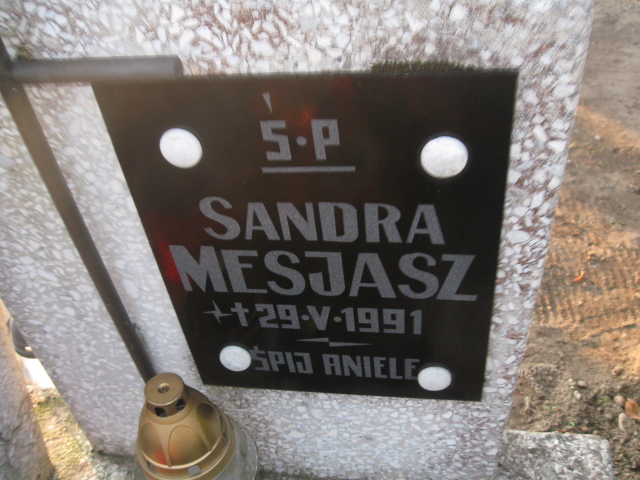 Ś·P
SANDRA
MESJASZ
✦✝29·V·1991
ŚPIJ ANIELE